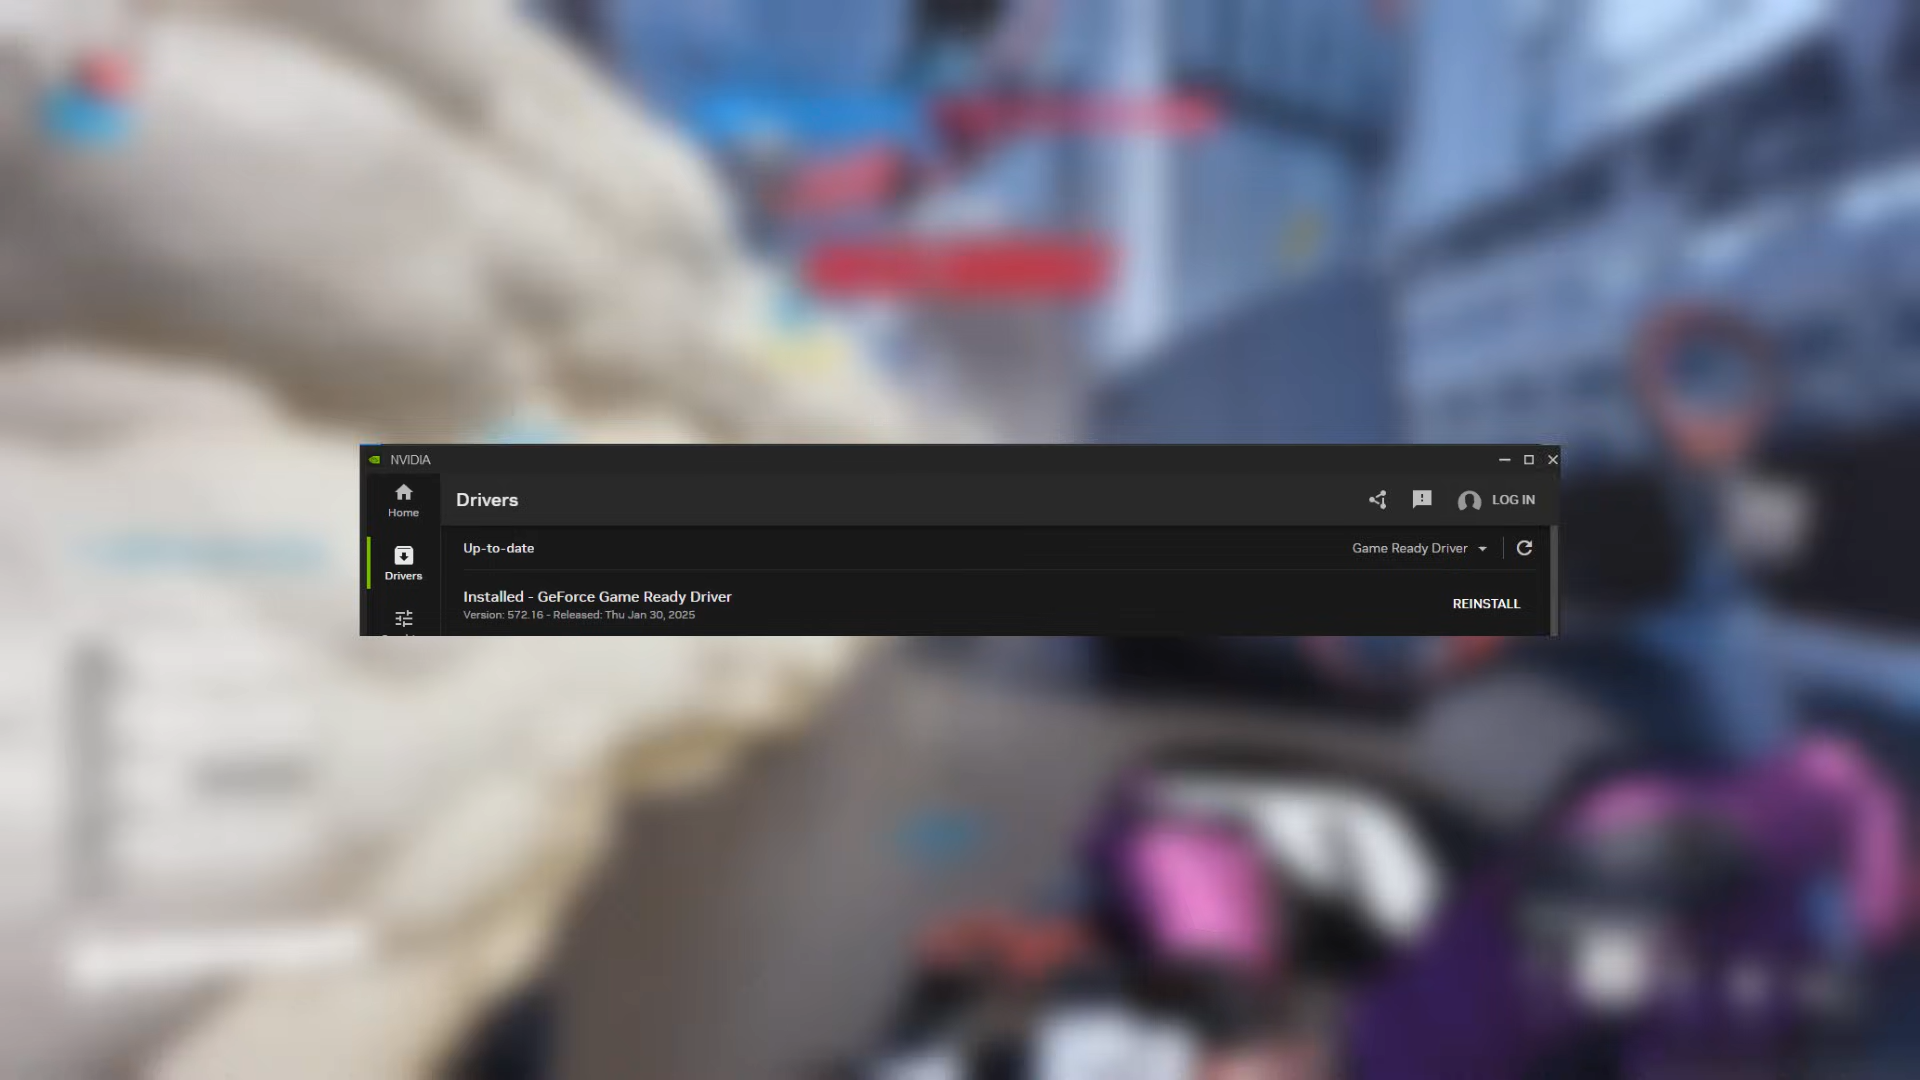 NVIDIA
Home
Drivers
LOG IN
Drivers
Up-to-date
Game Ready Driver
Installed - GeForce Game Ready Driver
Version: 572.16 - Released: Thu Jan 30, 2025
REINSTALL